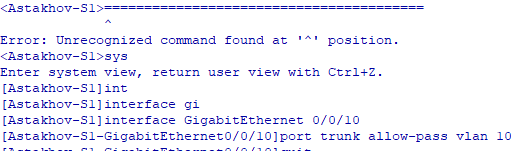 <Astakhov-S1>========================================
^
Error: Unrecognized command found at '^' position.
<Astakhov-S1>sys
Enter system view, return user view with Ctrl+Z.
[Astakhov-S1]int
[Astakhov-S1]interface gi
[Astakhov-S1]interface GigabitEthernet 0/0/10
[Astakhov-S1-GigabitEthernet0/0/10]port trunk allow-pass vlan 10
[Astakhov-S1-GigabitEthernet0/0/10]quit